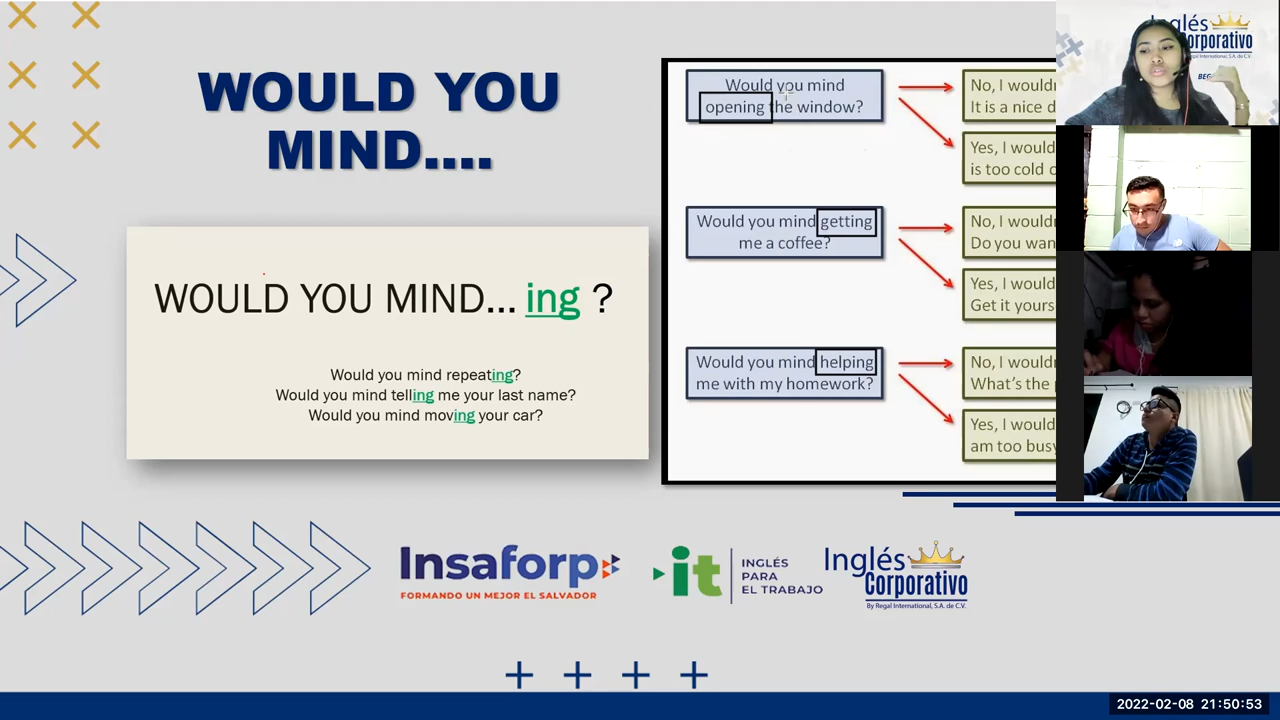 WOULD YOU
MIND....
WOULD YOU MIND... ing ?
Would you mind repeating?
Would you mind telling me your last name?
Would you mind moving your car?
Would you mind
opening the window?
No, I wouldn
It is a nice d
Yes, I would
is too cold
Would you mind getting
me a coffee?
No, I wouldn
Do you wan
Yes, I would
Get it yours
Would you mind helping
me with my homework?
No, I wouldn
What's the
Yes, I would
am too busy
Inglés
Corporativo
Insaforp
FORMANDO UN MEJOR EL SALVADOR
it
INGLÉS
PARA
EL TRABAJO
Inglés
Corporativo
By Regal International, S.A. de C.V.
2022-02-08 21:50:53